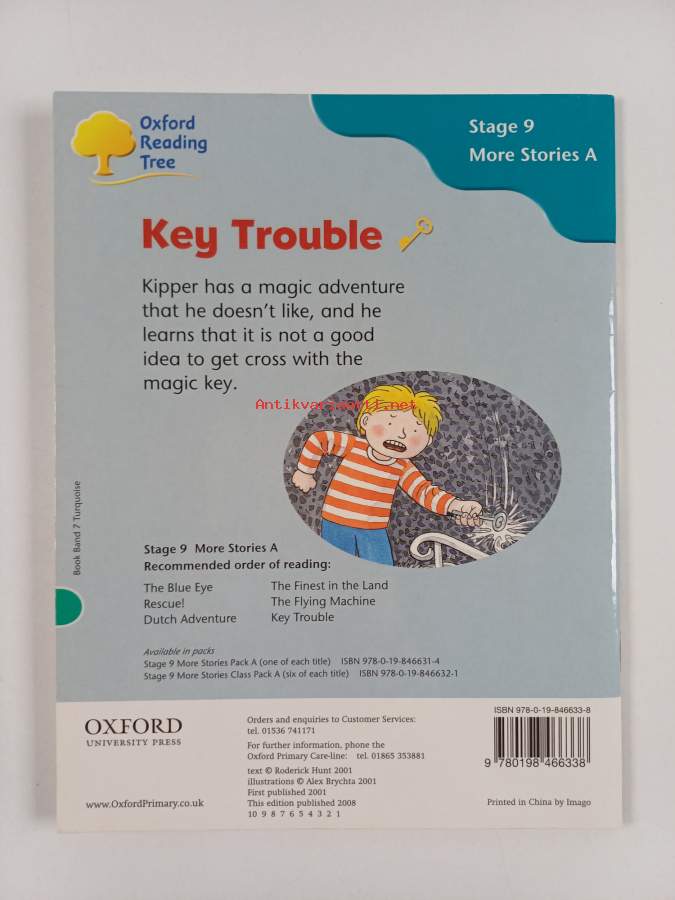 Oxford
Reading
Tree
Stage 9
More Stories A
Key Trouble
Kipper has a magic adventure
that he doesn't like, and he
learns that it is not a good
idea to get cross with the
magic key.
Antikvariaatti.net
Book Band 7 Turquoise
Stage 9 More Stories A
Recommended order of reading:
The Blue Eye The Finest in the Land
Rescue! The Flying Machine
Dutch Adventure Key Trouble
Available in packs
Stage 9 More Stories Pack A (one of each title) ISBN 978-0-19-846631-4
Stage 9 More Stories Class Pack A (six of each title) ISBN 978-0-19-846632-1
OXFORD
UNIVERSITY PRESS
www.OxfordPrimary.co.uk
Orders and enquiries to Customer Services:
tel. 01536 741171
For further information, phone the
Oxford Primary Care-line: tel. 01865 353881
text © Roderick Hunt 2001
illustrations © Alex Brychta 2001
First published 2001
This edition published 2008
10 9 8 7 6 5 4 3 2 1
ISBN 978-0-19-846633-8
9 780198 466338
Printed in China by Imago